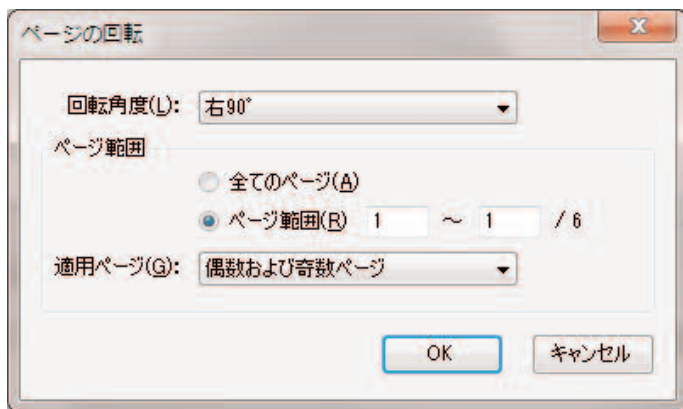 ページの回転
回転角度(L): 右90°
ページ範囲
全てのページ(A)
ページ範囲(R) 1 ～ 1 / 6
適用ページ(G): 偶数および奇数ページ
OK キャンセル